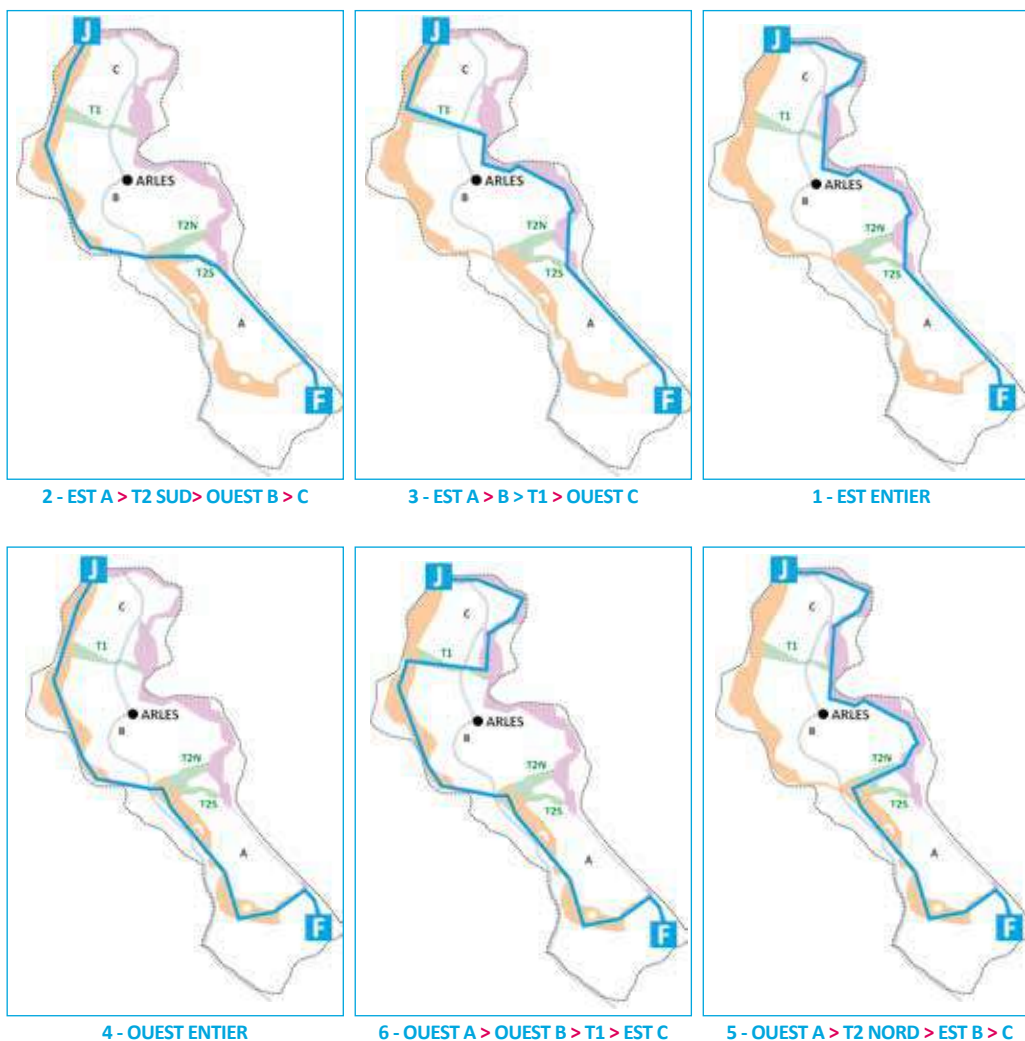 J
C
T1
ARLES
B
T2N
T2S
A
F
2 - EST A > T2 SUD> OUEST B > C
J
C
T1
ARLES
B
T2N
T2S
A
F
3 - EST A > B > T1 > OUEST C
J
C
T1
ARLES
B
T2N
T2S
A
F
1 - EST ENTIER
J
C
T1
ARLES
B
T2N
T2S
A
F
4 - OUEST ENTIER
J
C
T1
ARLES
B
T2N
T2S
A
F
6 - OUEST A > OUEST B > T1 > EST C
J
C
T1
ARLES
B
T2N
T2S
A
F
5 - OUEST A > T2 NORD > EST B > C